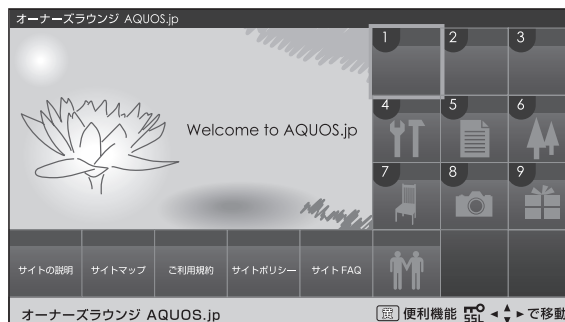 オーナーズラウンジ AQUOS.jp
1 2 3
Welcome to AQUOS.jp
4 5 6
7 8 9
サイトの説明 サイトマップ ご利用規約 サイトポリシー サイト FAQ
オーナーズラウンジ AQUOS.jp 便利機能 SSL で移動